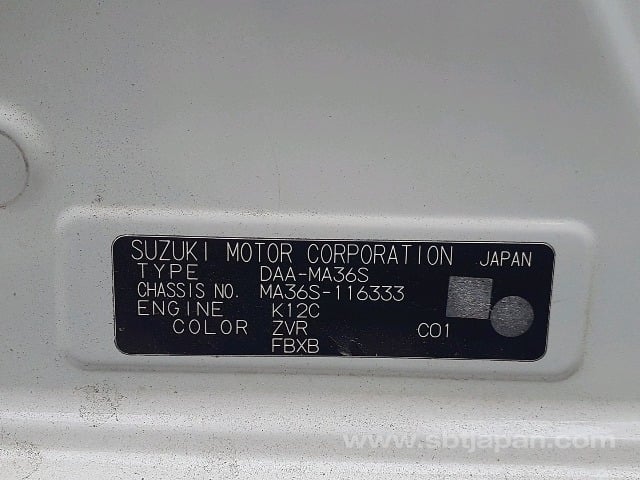 SUZUKI MOTOR CORPORATION JAPAN
TYPE DAA-MA36S
CHASSIS NO. MA36S-116333
ENGINE K12C
COLOR ZVR C01
FBXB
www.sbtjapan.com